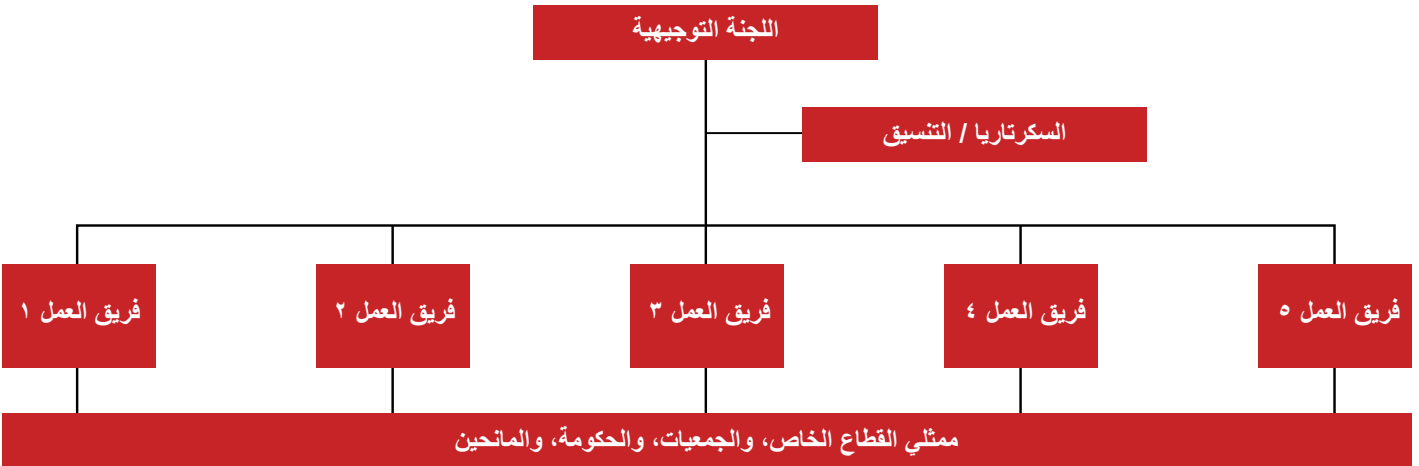 اللجنة التوجيهية
السكرتاريا / التنسيق
فريق العمل ١
فريق العمل ٢
فريق العمل ٣
فريق العمل ٤
فريق العمل ٥
ممثلي القطاع الخاص، والجمعيات، والحكومة، والمانحين